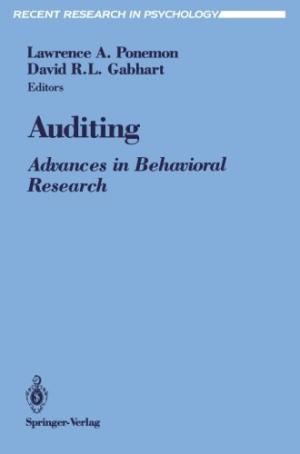 RECENT RESEARCH IN PSYCHOLOGY
Lawrence A. Ponemon
David R.L. Gabhart
Editors
Auditing
Advances in Behavioral
Research
Springer-Verlag